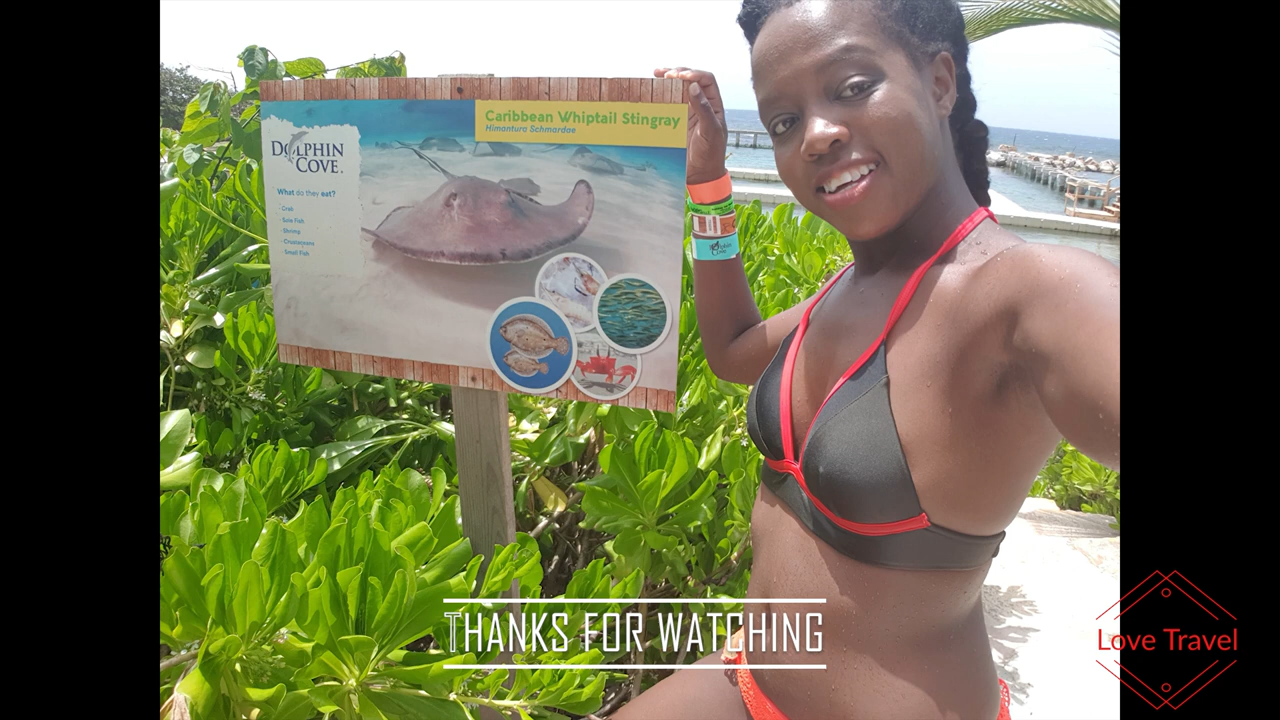 Caribbean Whiptail Stingray
Himantura Schmardae
DOLPHIN
COVE
What do they eat?
- Crab
- Sole Fish
- Shrimp
- Crustaceans
- Small Fish
THANKS FOR WATCHING
Love Travel